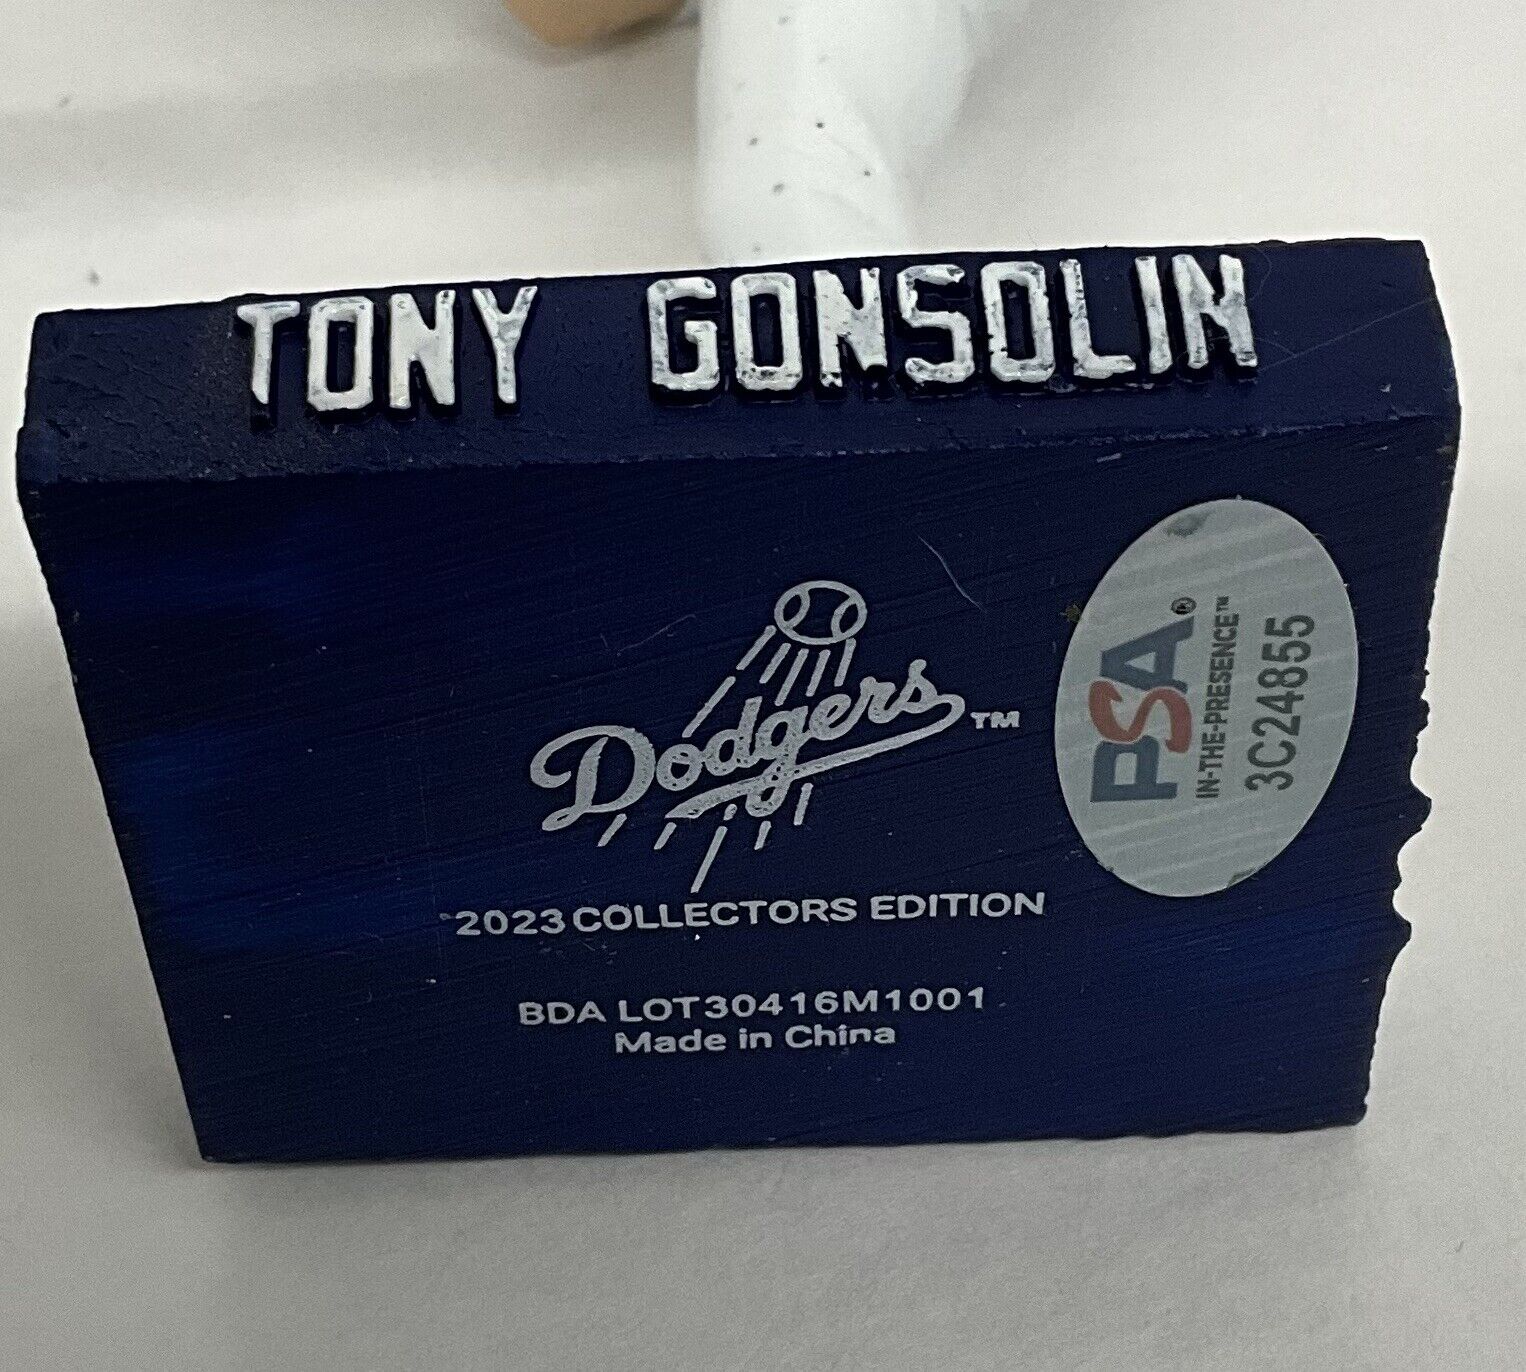 TONY GONSOLIN
Dodgers™
2023 COLLECTORS EDITION
BDA LOT30416M1001
Made in China
PSA®
IN-THE-PRESENCE™
3C24855